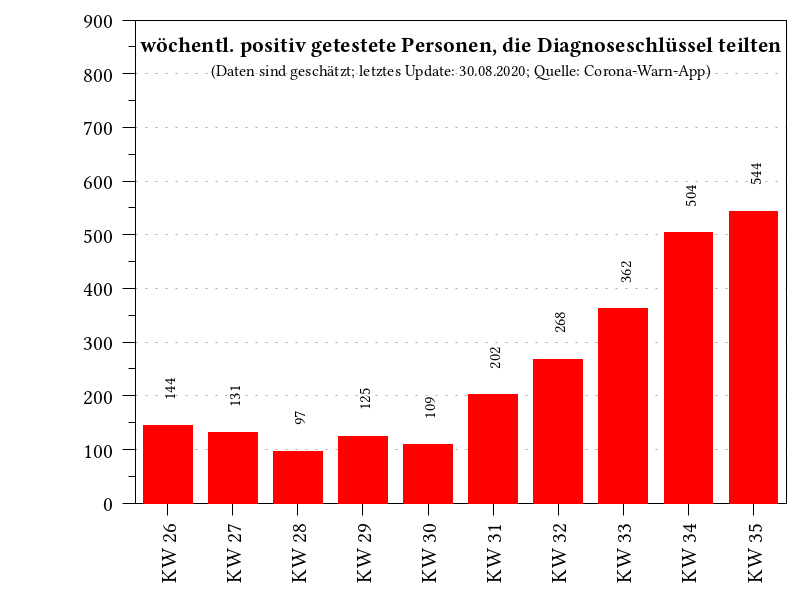 wöchentl. positiv getestete Personen, die Diagnoseschlüssel teilten
(Daten sind geschätzt; letztes Update: 30.08.2020; Quelle: Corona-Warn-App)
900
800
700
600
500
400
300
200
100
0
144
131
97
125
109
202
268
362
504
544
KW 26
KW 27
KW 28
KW 29
KW 30
KW 31
KW 32
KW 33
KW 34
KW 35